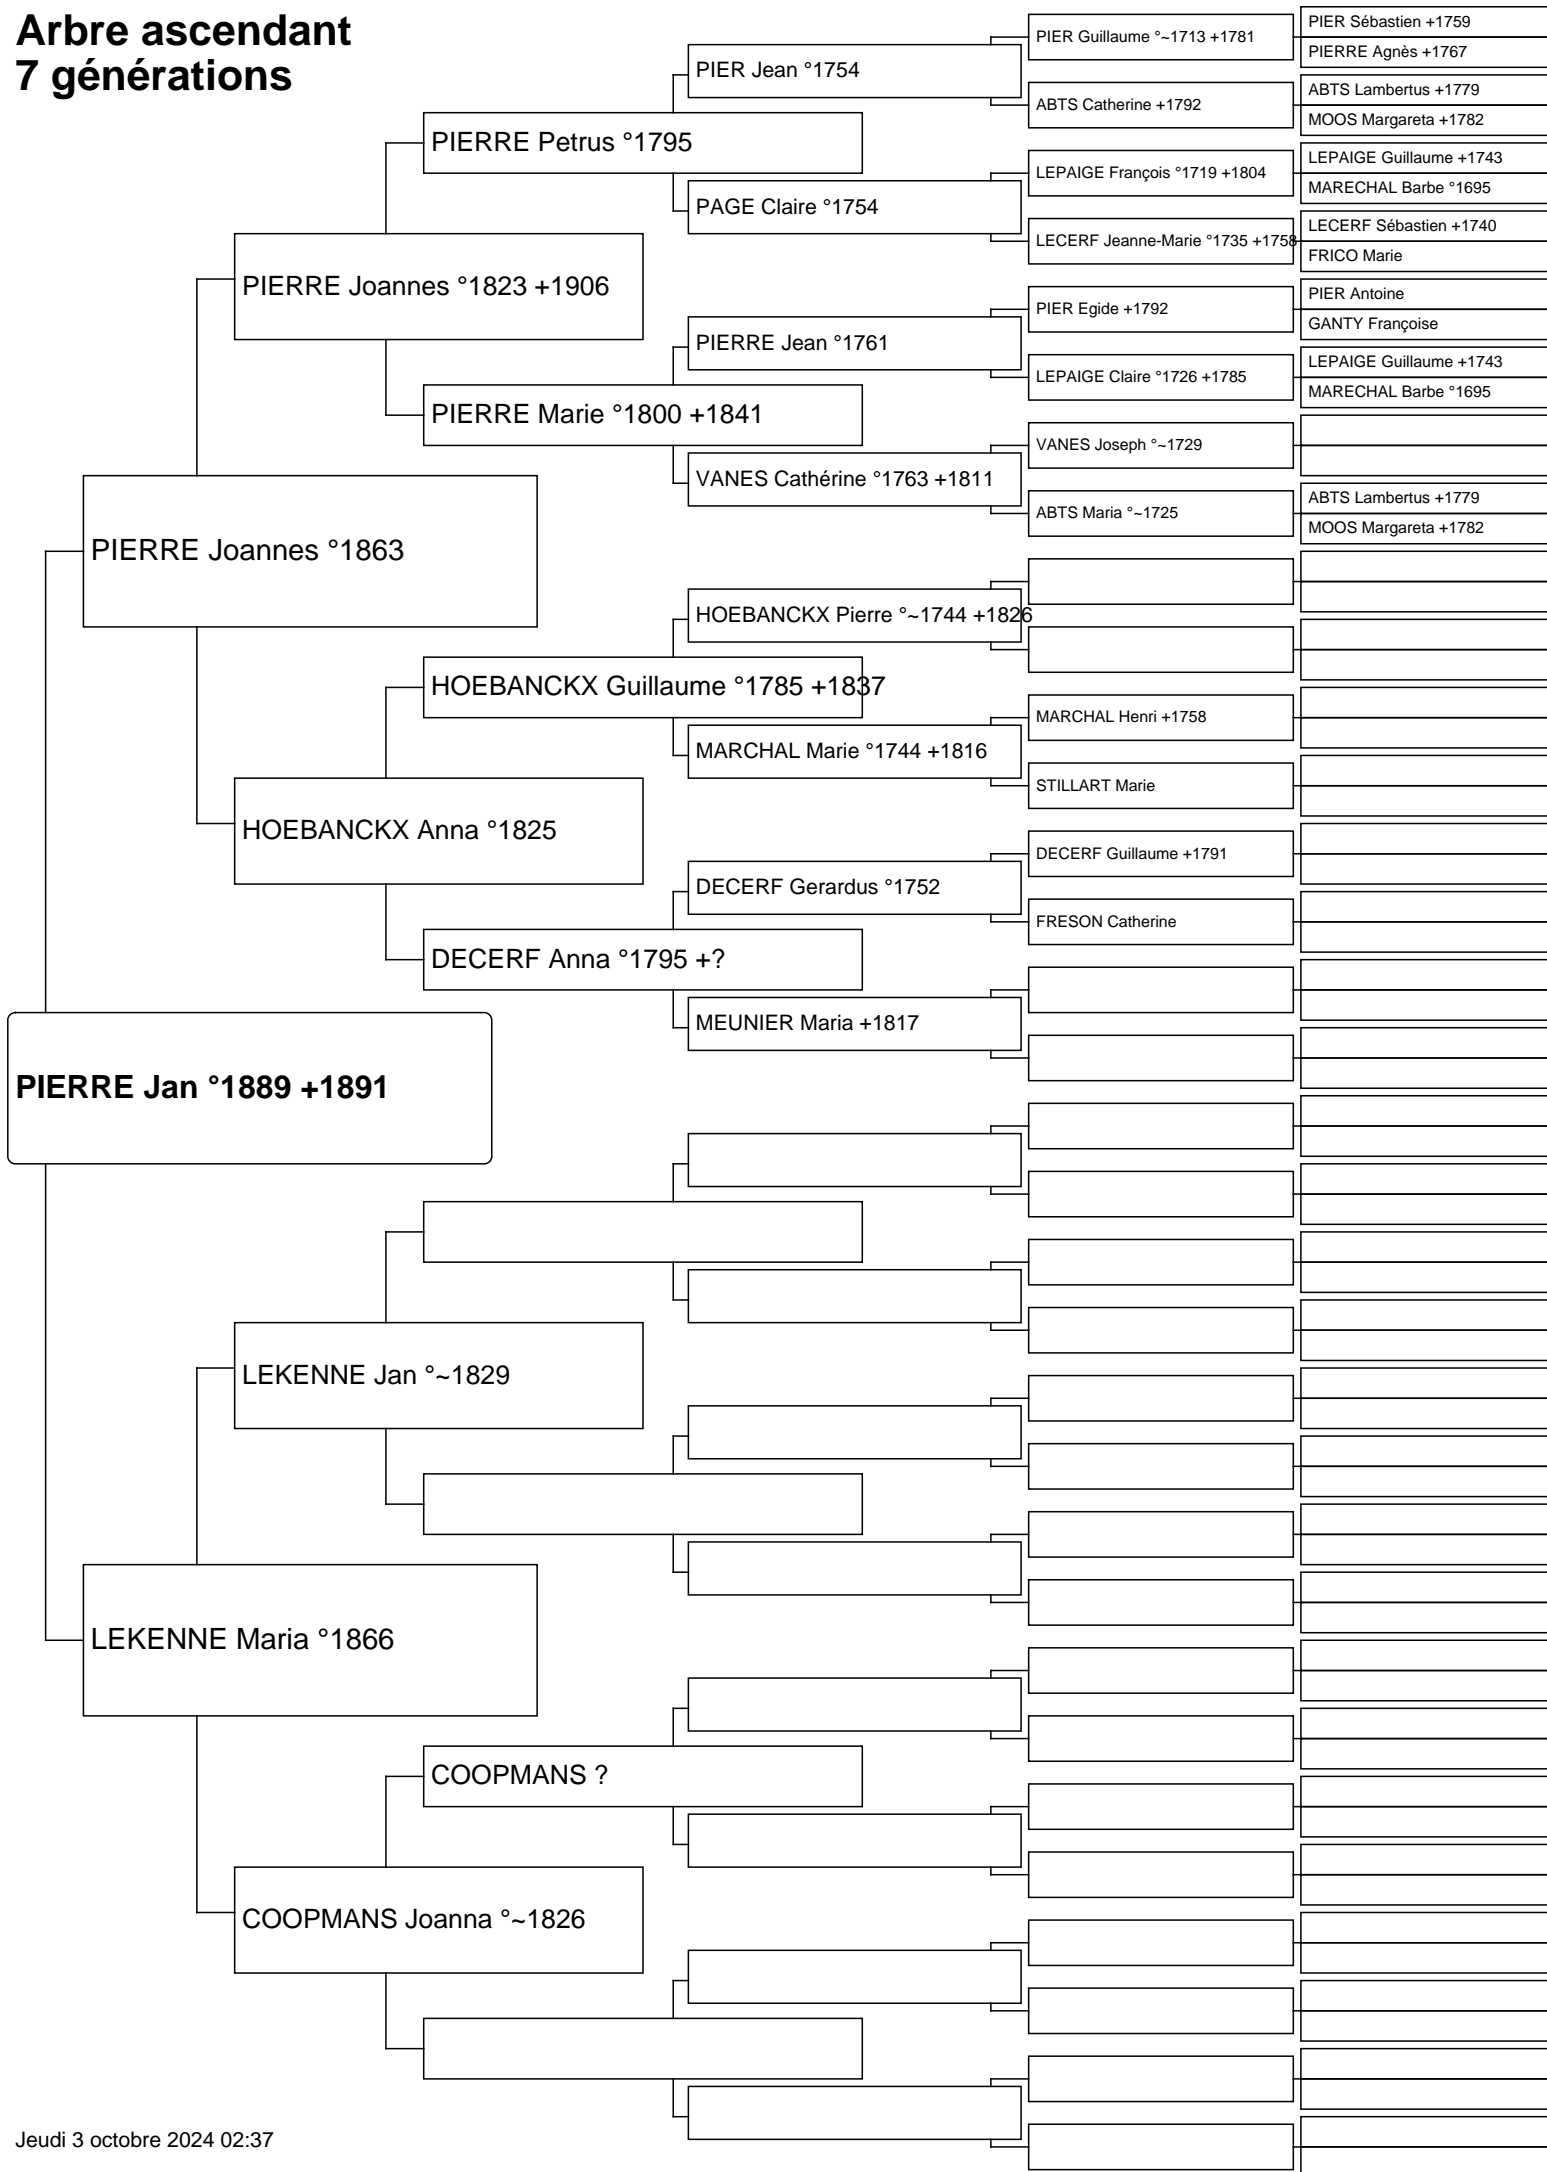 Arbre ascendant
7 générations
PIERRE Jan °1889 +1891
PIERRE Joannes °1863
LEKENNE Maria °1866
PIERRE Joannes °1823 +1906
HOEBANCKX Anna °1825
LEKENNE Jan °~1829
COOPMANS Joanna °~1826
PIERRE Petrus °1795
PIERRE Marie °1800 +1841
HOEBANCKX Guillaume °1785 +1837
DECERF Anna °1795 +?
COOPMANS ?
PIER Jean °1754
PAGE Claire °1754
PIERRE Jean °1761
VANES Cathérine °1763 +1811
HOEBANCKX Pierre °~1744 +1826
MARCHAL Marie °1744 +1816
DECERF Gerardus °1752
MEUNIER Maria +1817
PIER Guillaume °~1713 +1781
ABTS Catherine +1792
LEPAIGE François °1719 +1804
LECERF Jeanne-Marie °1735 +1758
PIER Egide +1792
LEPAIGE Claire °1726 +1785
VANES Joseph °~1729
ABTS Maria °~1725
MARCHAL Henri +1758
STILLART Marie
DECERF Guillaume +1791
FRESON Catherine
PIER Sébastien +1759
PIERRE Agnès +1767
ABTS Lambertus +1779
MOOS Margareta +1782
LEPAIGE Guillaume +1743
MARECHAL Barbe °1695
LECERF Sébastien +1740
FRICO Marie
PIER Antoine
GANTY Françoise
LEPAIGE Guillaume +1743
MARECHAL Barbe °1695
ABTS Lambertus +1779
MOOS Margareta +1782
Jeudi 3 octobre 2024 02:37